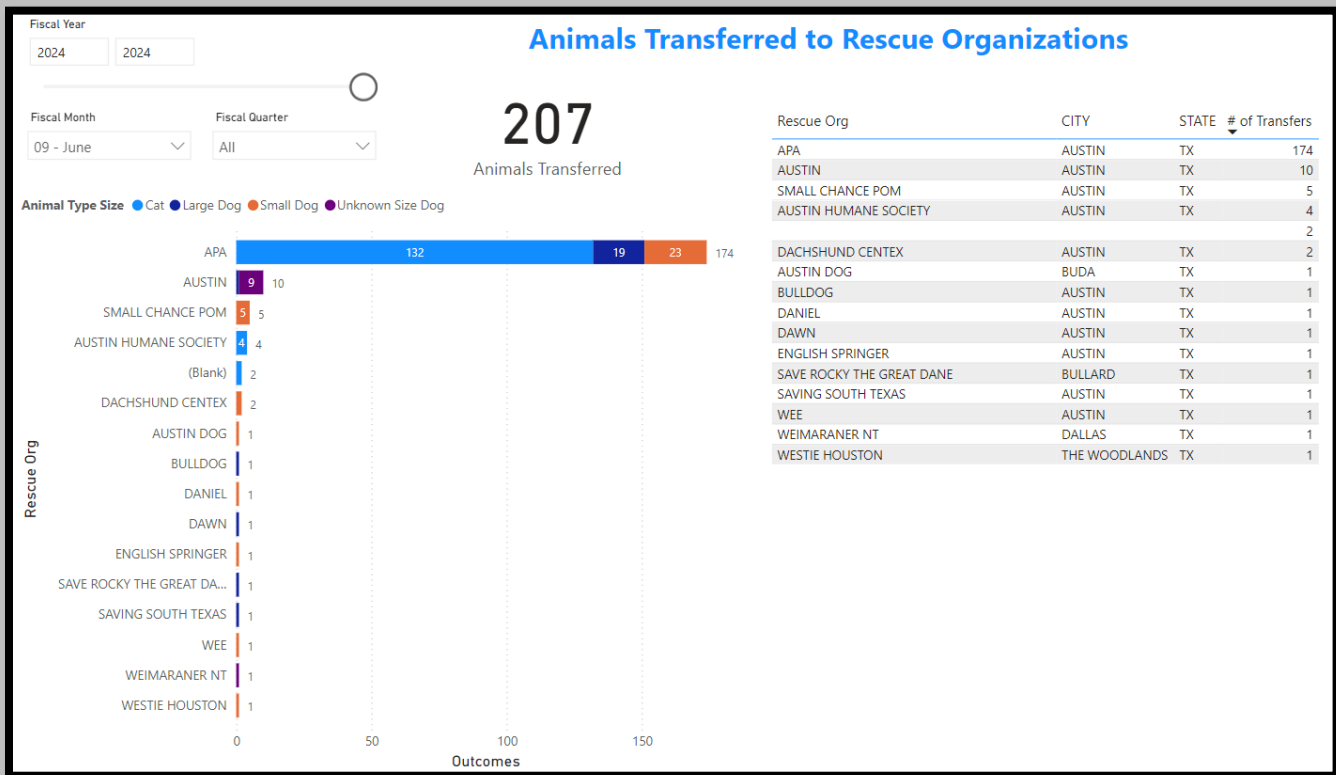 Fiscal Year
2024 2024
Animals Transferred to Rescue Organizations
Fiscal Month Fiscal Quarter
09 - June All
207
Animals Transferred
Animal Type Size Cat Large Dog Small Dog Unknown Size Dog
Rescue Org
APA 132 19 23 174
AUSTIN 9 10
SMALL CHANCE POM 5 5
AUSTIN HUMANE SOCIETY 4 4
(Blank) 2
DACHSHUND CENTEX 2
AUSTIN DOG 1
BULLDOG 1
DANIEL 1
DAWN 1
ENGLISH SPRINGER 1
SAVE ROCKY THE GREAT DA... 1
SAVING SOUTH TEXAS 1
WEE 1
WEIMARANER NT 1
WESTIE HOUSTON 1
0 50 100 150
Outcomes
Rescue Org CITY STATE # of Transfers
APA AUSTIN TX 174
AUSTIN AUSTIN TX 10
SMALL CHANCE POM AUSTIN TX 5
AUSTIN HUMANE SOCIETY AUSTIN TX 4
2
DACHSHUND CENTEX AUSTIN TX 2
AUSTIN DOG BUDA TX 1
BULLDOG AUSTIN TX 1
DANIEL AUSTIN TX 1
DAWN AUSTIN TX 1
ENGLISH SPRINGER AUSTIN TX 1
SAVE ROCKY THE GREAT DANE BULLARD TX 1
SAVING SOUTH TEXAS AUSTIN TX 1
WEE AUSTIN TX 1
WEIMARANER NT DALLAS TX 1
WESTIE HOUSTON THE WOODLANDS TX 1